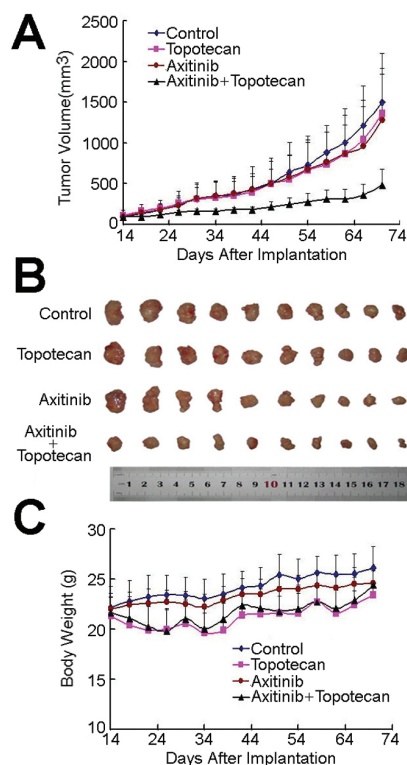 A
Tumor Volume(mm3)
2500
2000
1500
1000
500
0
Control
Topotecan
Axitinib
Axitinib+Topotecan
14 24 34 44 54 64 74
Days After Implantation
B
Control
Topotecan
Axitinib
Axitinib
+
Topotecan
1 2 3 4 5 6 7 8 9 10 11 12 13 14 15 16 17 18
C
Body Weight (g)
30
25
20
15
10
Control
Topotecan
Axitinib
Axitinib+Topotecan
14 24 34 44 54 64 74
Days After Implantation